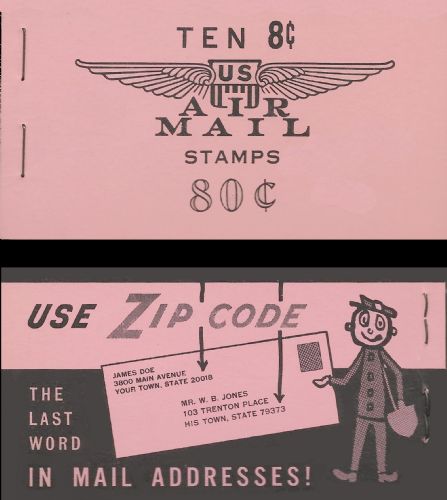 TEN 8¢
US
AIR
MAIL
STAMPS
80¢
USE ZIP CODE
JAMES DOE
3800 MAIN AVENUE
YOUR TOWN, STATE 20018
MR. W. B. JONES
103 TRENTON PLACE
HIS TOWN, STATE 79373
THE
LAST
WORD
IN MAIL ADDRESSES!